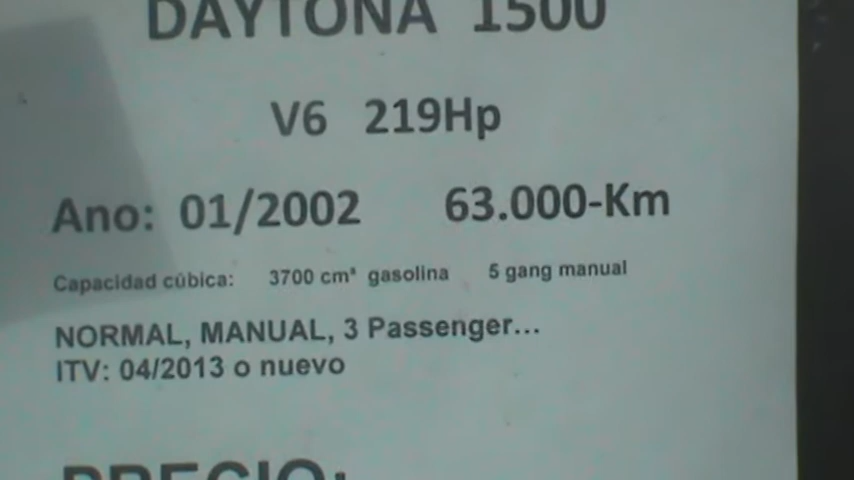 DAYTONA 1500
V6 219Hp
Ano: 01/2002 63.000-Km
Capacidad cúbica: 3700 cm³ gasolina 5 gang manual
NORMAL, MANUAL, 3 Passenger...
ITV: 04/2013 o nuevo
PRECIO: